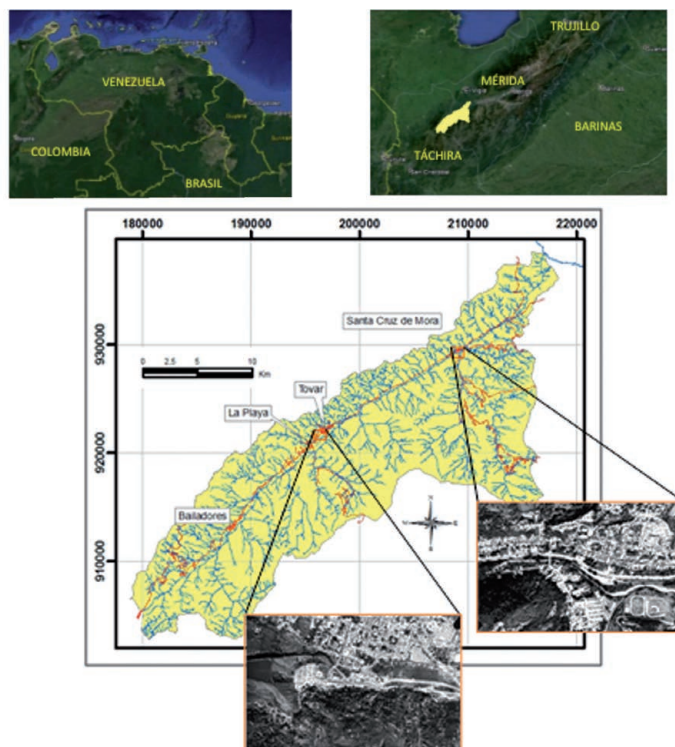 VENEZUELA
COLOMBIA
BRASIL
TRUJILLO
MÉRIDA
BARINAS
TÁCHIRA
180000 190000 200000 210000 220000
930000
920000
910000
Santa Cruz de Mora
0 2.5 5 10
Km
Tovar
La Playa
Bailadores
N
W E
S